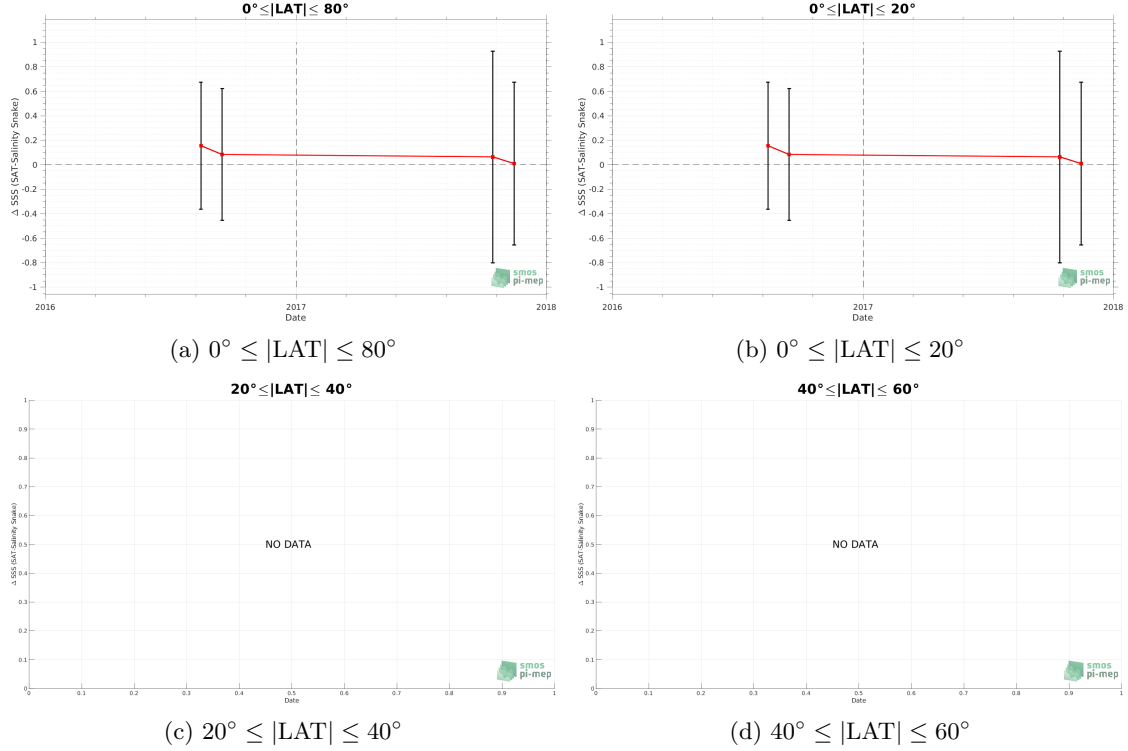 0°≤|LAT|≤ 80°
Δ SSS (SAT-Salinity Snake)
1
0.8
0.6
0.4
0.2
0
-0.2
-0.4
-0.6
-0.8
-1
2016
2017
2018
Date
smos
pi-mep
(a) 0° ≤ |LAT| ≤ 80°
0°≤|LAT|≤ 20°
Δ SSS (SAT-Salinity Snake)
1
0.8
0.6
0.4
0.2
0
-0.2
-0.4
-0.6
-0.8
-1
2016
2017
2018
Date
smos
pi-mep
(b) 0° ≤ |LAT| ≤ 20°
20°≤|LAT|≤ 40°
Δ SSS (SAT-Salinity Snake)
1
0.9
0.8
0.7
0.6
0.5
0.4
0.3
0.2
0.1
0
NO DATA
0 0.1 0.2 0.3 0.4 0.5 0.6 0.7 0.8 0.9 1
Date
smos
pi-mep
(c) 20° ≤ |LAT| ≤ 40°
40°≤|LAT|≤ 60°
Δ SSS (SAT-Salinity Snake)
1
0.9
0.8
0.7
0.6
0.5
0.4
0.3
0.2
0.1
0
NO DATA
0 0.1 0.2 0.3 0.4 0.5 0.6 0.7 0.8 0.9 1
Date
smos
pi-mep
(d) 40° ≤ |LAT| ≤ 60°